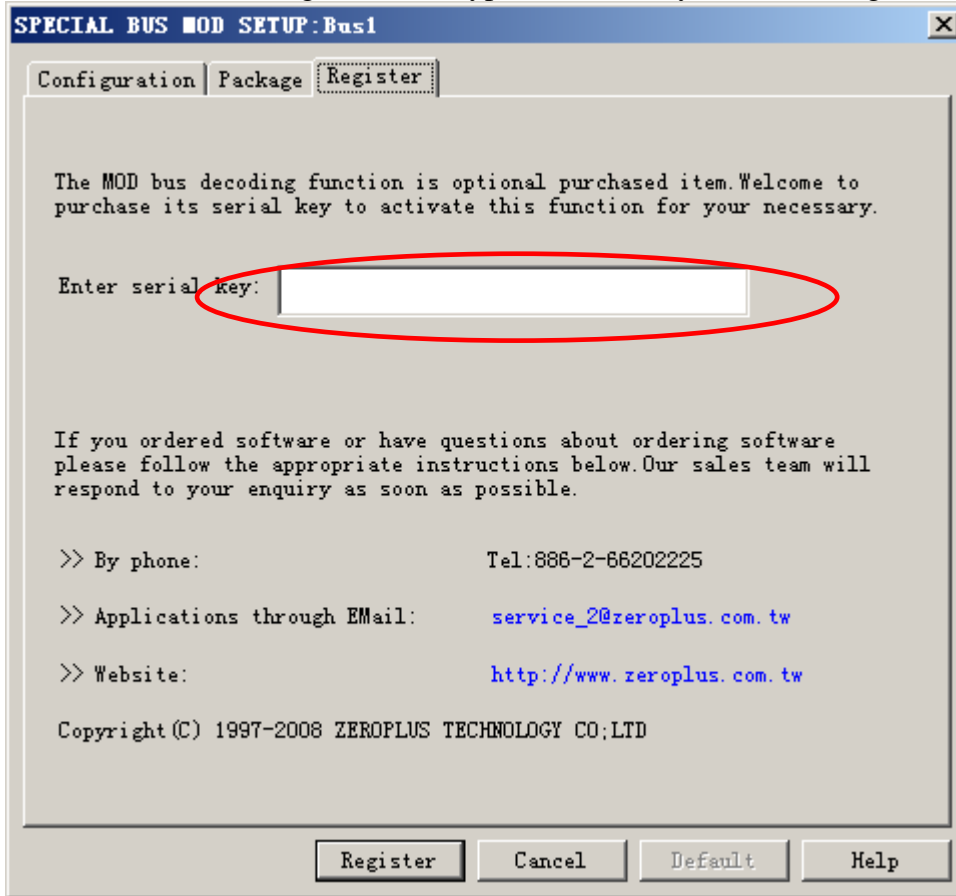 SPECIAL BUS MOD SETUP:Bus1
Configuration Package Register
The MOD bus decoding function is optional purchased item.Welcome to
purchase its serial key to activate this function for your necessary.
Enter serial key:
If you ordered software or have questions about ordering software
please follow the appropriate instructions below.Our sales team will
respond to your enquiry as soon as possible.
>> By phone: Tel:886-2-66202225
>> Applications through EMail: service_2@zeroplus.com.tw
>> Website: http://www.zeroplus.com.tw
Copyright(C) 1997-2008 ZEROPLUS TECHNOLOGY CO;LTD
Register Cancel Default Help